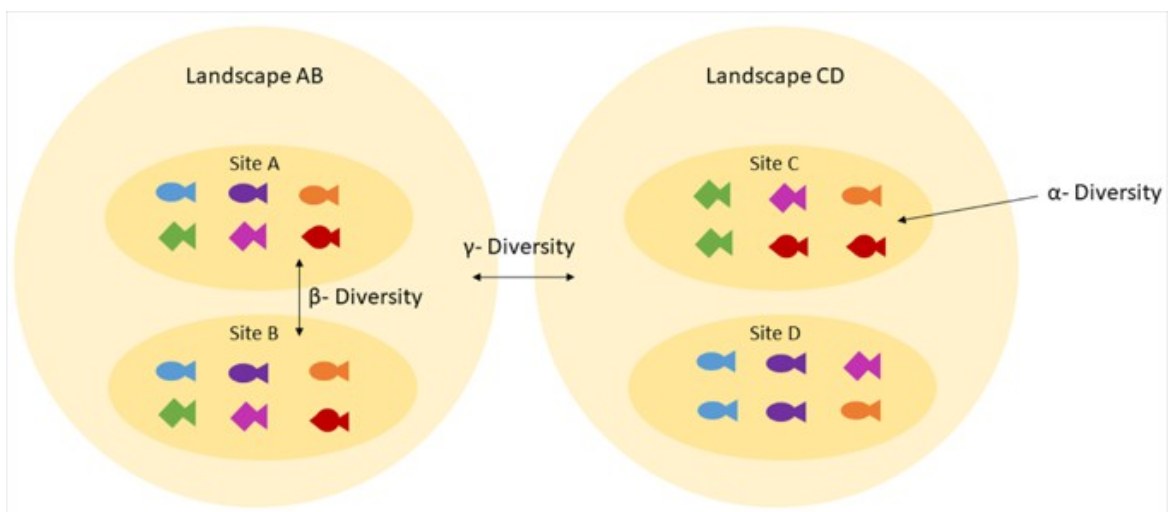 Landscape AB
Landscape CD
Site A
Site C
α- Diversity
γ- Diversity
β- Diversity
Site B
Site D